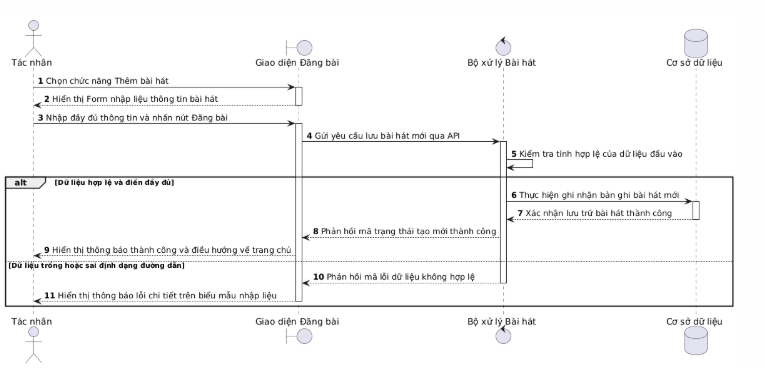 Tác nhân
Giao diện Đăng bài
Bộ xử lý Bài hát
Cơ sở dữ liệu
1 Chọn chức năng Thêm bài hát
2 Hiển thị Form nhập liệu thông tin bài hát
3 Nhập đầy đủ thông tin và nhấn nút Đăng bài
4 Gửi yêu cầu lưu bài hát mới qua API
5 Kiểm tra tính hợp lệ của dữ liệu đầu vào
alt [Dữ liệu hợp lệ và điền đầy đủ]
6 Thực hiện ghi nhận bản ghi bài hát mới
7 Xác nhận lưu trữ bài hát thành công
8 Phản hồi mã trạng thái tạo mới thành công
9 Hiển thị thông báo thành công và điều hướng về trang chủ
[Dữ liệu trống hoặc sai định dạng đường dẫn]
10 Phản hồi mã lỗi dữ liệu không hợp lệ
11 Hiển thị thông báo lỗi chi tiết trên biểu mẫu nhập liệu
Tác nhân
Giao diện Đăng bài
Bộ xử lý Bài hát
Cơ sở dữ liệu